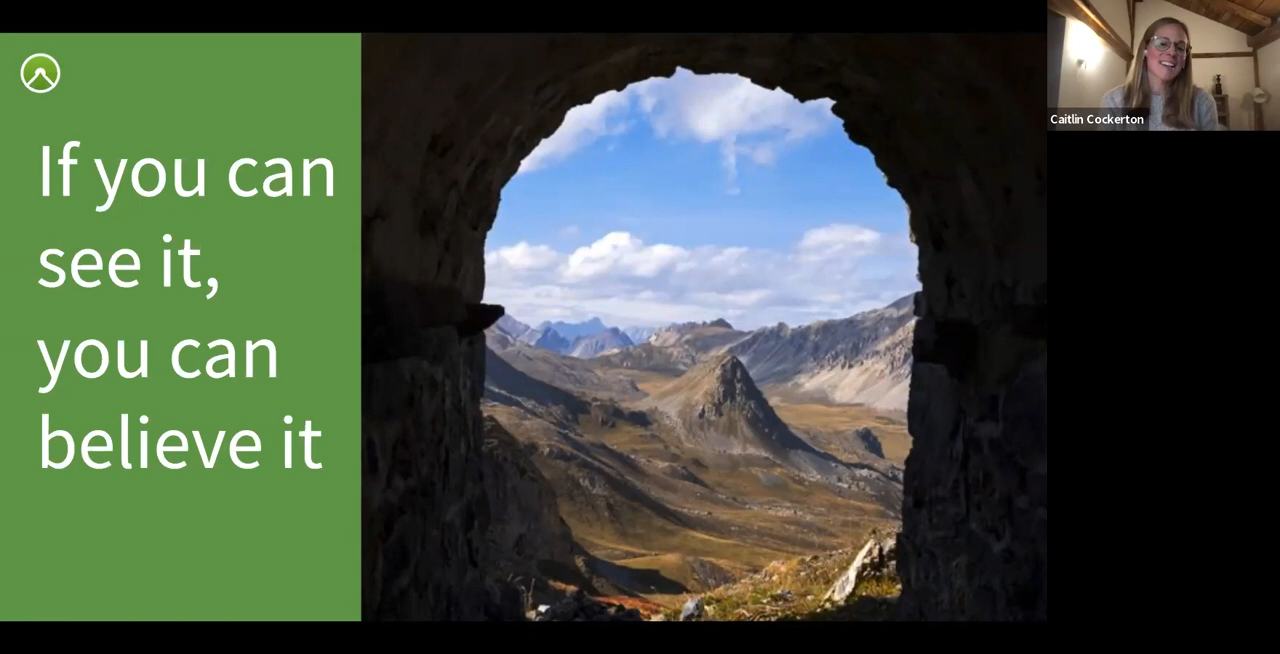 If you can
see it,
you can
believe it
Caitlin Cockerton